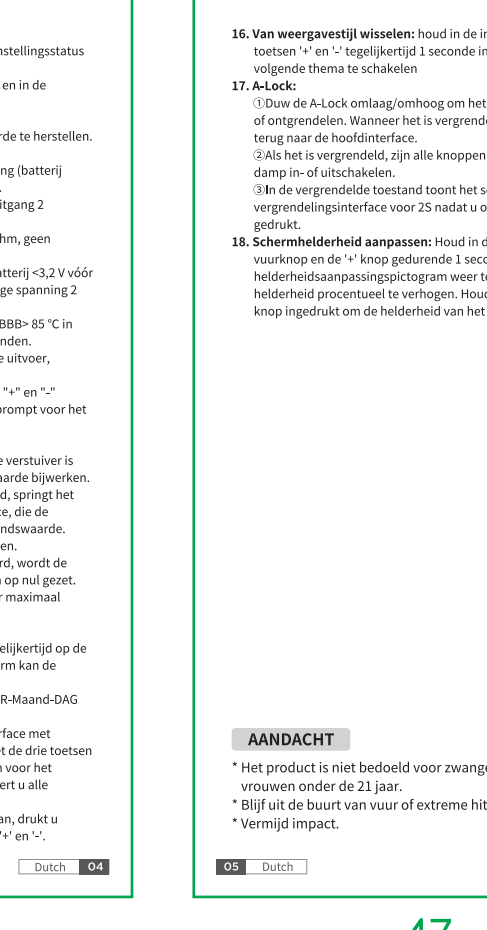 nstellingsstatus
en in de
rde te herstellen.
ng (batterij
itgang 2
hm, geen
atterij <3,2 V vóór
ge spanning 2
BBB> 85 °C in
nden.
e uitvoer,
"+" en "-"
prompt voor het
e verstuiver is
aarde bijwerken.
d, springt het
ce, die de
ndswaarde.
en.
rd, wordt de
op nul gezet.
r maximaal
elijkertijd op de
rm kan de
R-Maand-DAG
rface met
t de drie toetsen
voor het
ert u alle
an, drukt u
'+' en '-'.
Dutch 04
16. Van weergavestijl wisselen: houd in de in
toetsen '+' en '-' tegelijkertijd 1 seconde in
volgende thema te schakelen
17. A-Lock:
①Duw de A-Lock omlaag/omhoog om het
of ontgrendelen. Wanneer het is vergrende
terug naar de hoofdinterface.
②Als het is vergrendeld, zijn alle knoppen
damp in- of uitschakelen.
③In de vergrendelde toestand toont het s
vergrendelingsinterface voor 2S nadat u o
gedrukt.
18. Schermhelderheid aanpassen: Houd in d
vuurknop en de '+' knop gedurende 1 seco
helderheidsaanpassingspictogram weer te
helderheid procentueel te verhogen. Houd
knop ingedrukt om de helderheid van het
AANDACHT
* Het product is niet bedoeld voor zwange
vrouwen onder de 21 jaar.
* Blijf uit de buurt van vuur of extreme hit
* Vermijd impact.
05 Dutch